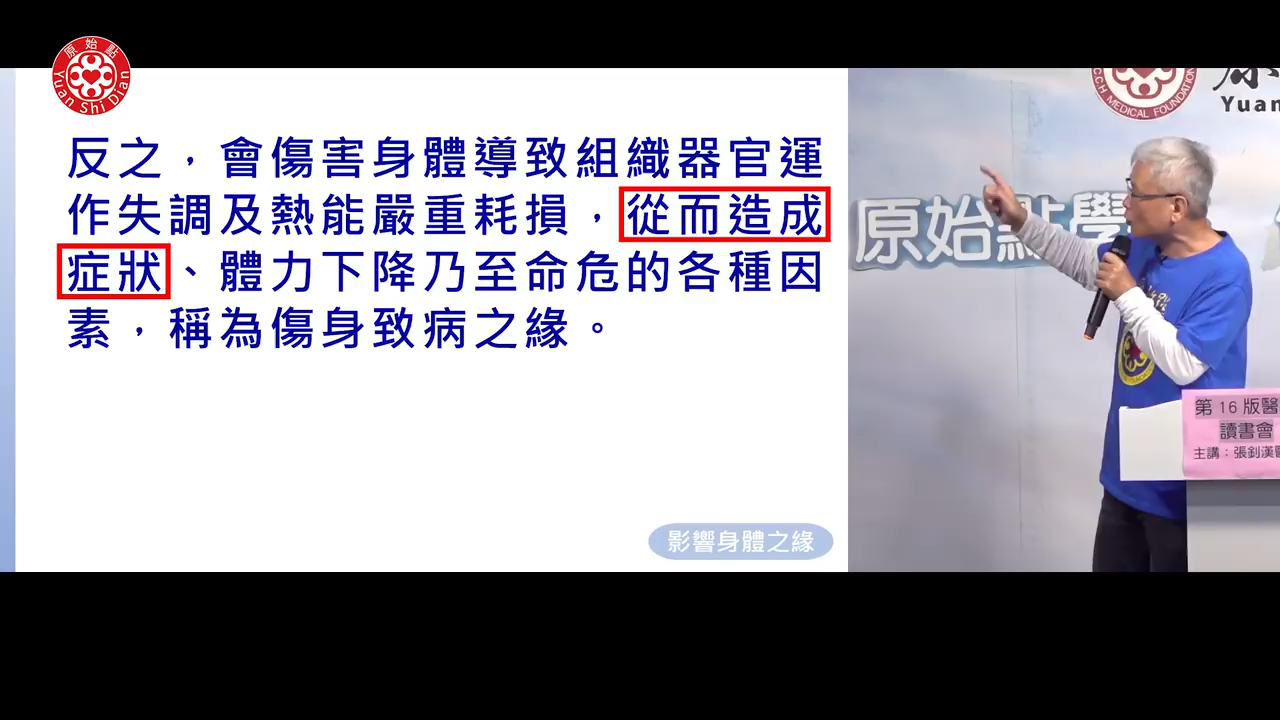 原始點
Yuan Shi Dian
反之，會傷害身體導致組織器官運
作失調及熱能嚴重耗損，從而造成
症狀、體力下降乃至命危的各種因
素，稱為傷身致病之緣。
影響身體之緣
C.C.H. MEDICAL FOUNDATION
Yuan
原始點學
第 16 版醫
讀書會
主講：張釗漢醫